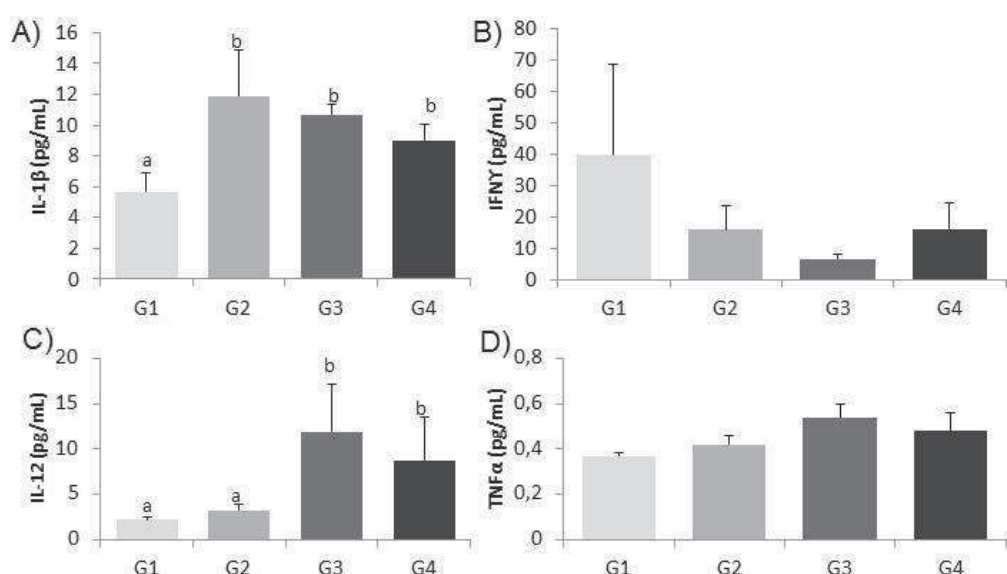 A)
IL-1β (pg/mL)
16
14
12
10
8
6
4
2
0
a
b
b
b
G1 G2 G3 G4
B)
IFNY (pg/mL)
80
70
60
50
40
30
20
10
0
G1 G2 G3 G4
C)
IL-12 (pg/mL)
20
15
10
5
0
a
a
b
b
G1 G2 G3 G4
D)
TNFα (pg/mL)
0,8
0,6
0,4
0,2
0
G1 G2 G3 G4